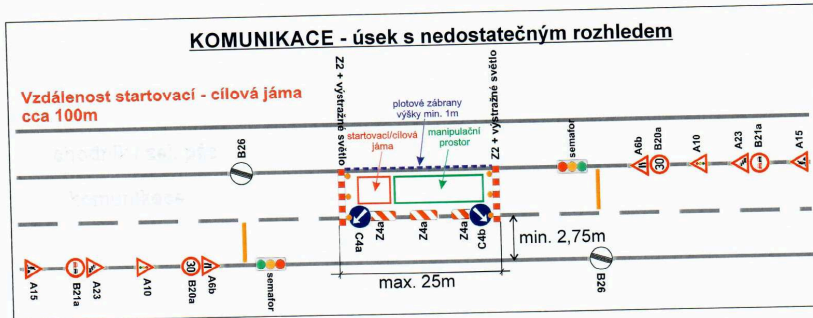 KOMUNIKACE - úsek s nedostatečným rozhledem
Vzdálenost startovací - cílová jáma
cca 100m
Z2 + výstražné světlo
plotové zábrany
výšky min. 1m
Z2 + výstražné světlo
startovací/cílová
jáma
manipulační
prostor
B26
semafor
A6b
B20a
30
A10
A23
B21a
A15
C4a
Z4a
Z4a
Z4a
C4b
min. 2,75m
max. 25m
A15
B21a
A23
A10
B20a
30
A6b
semafor
B26